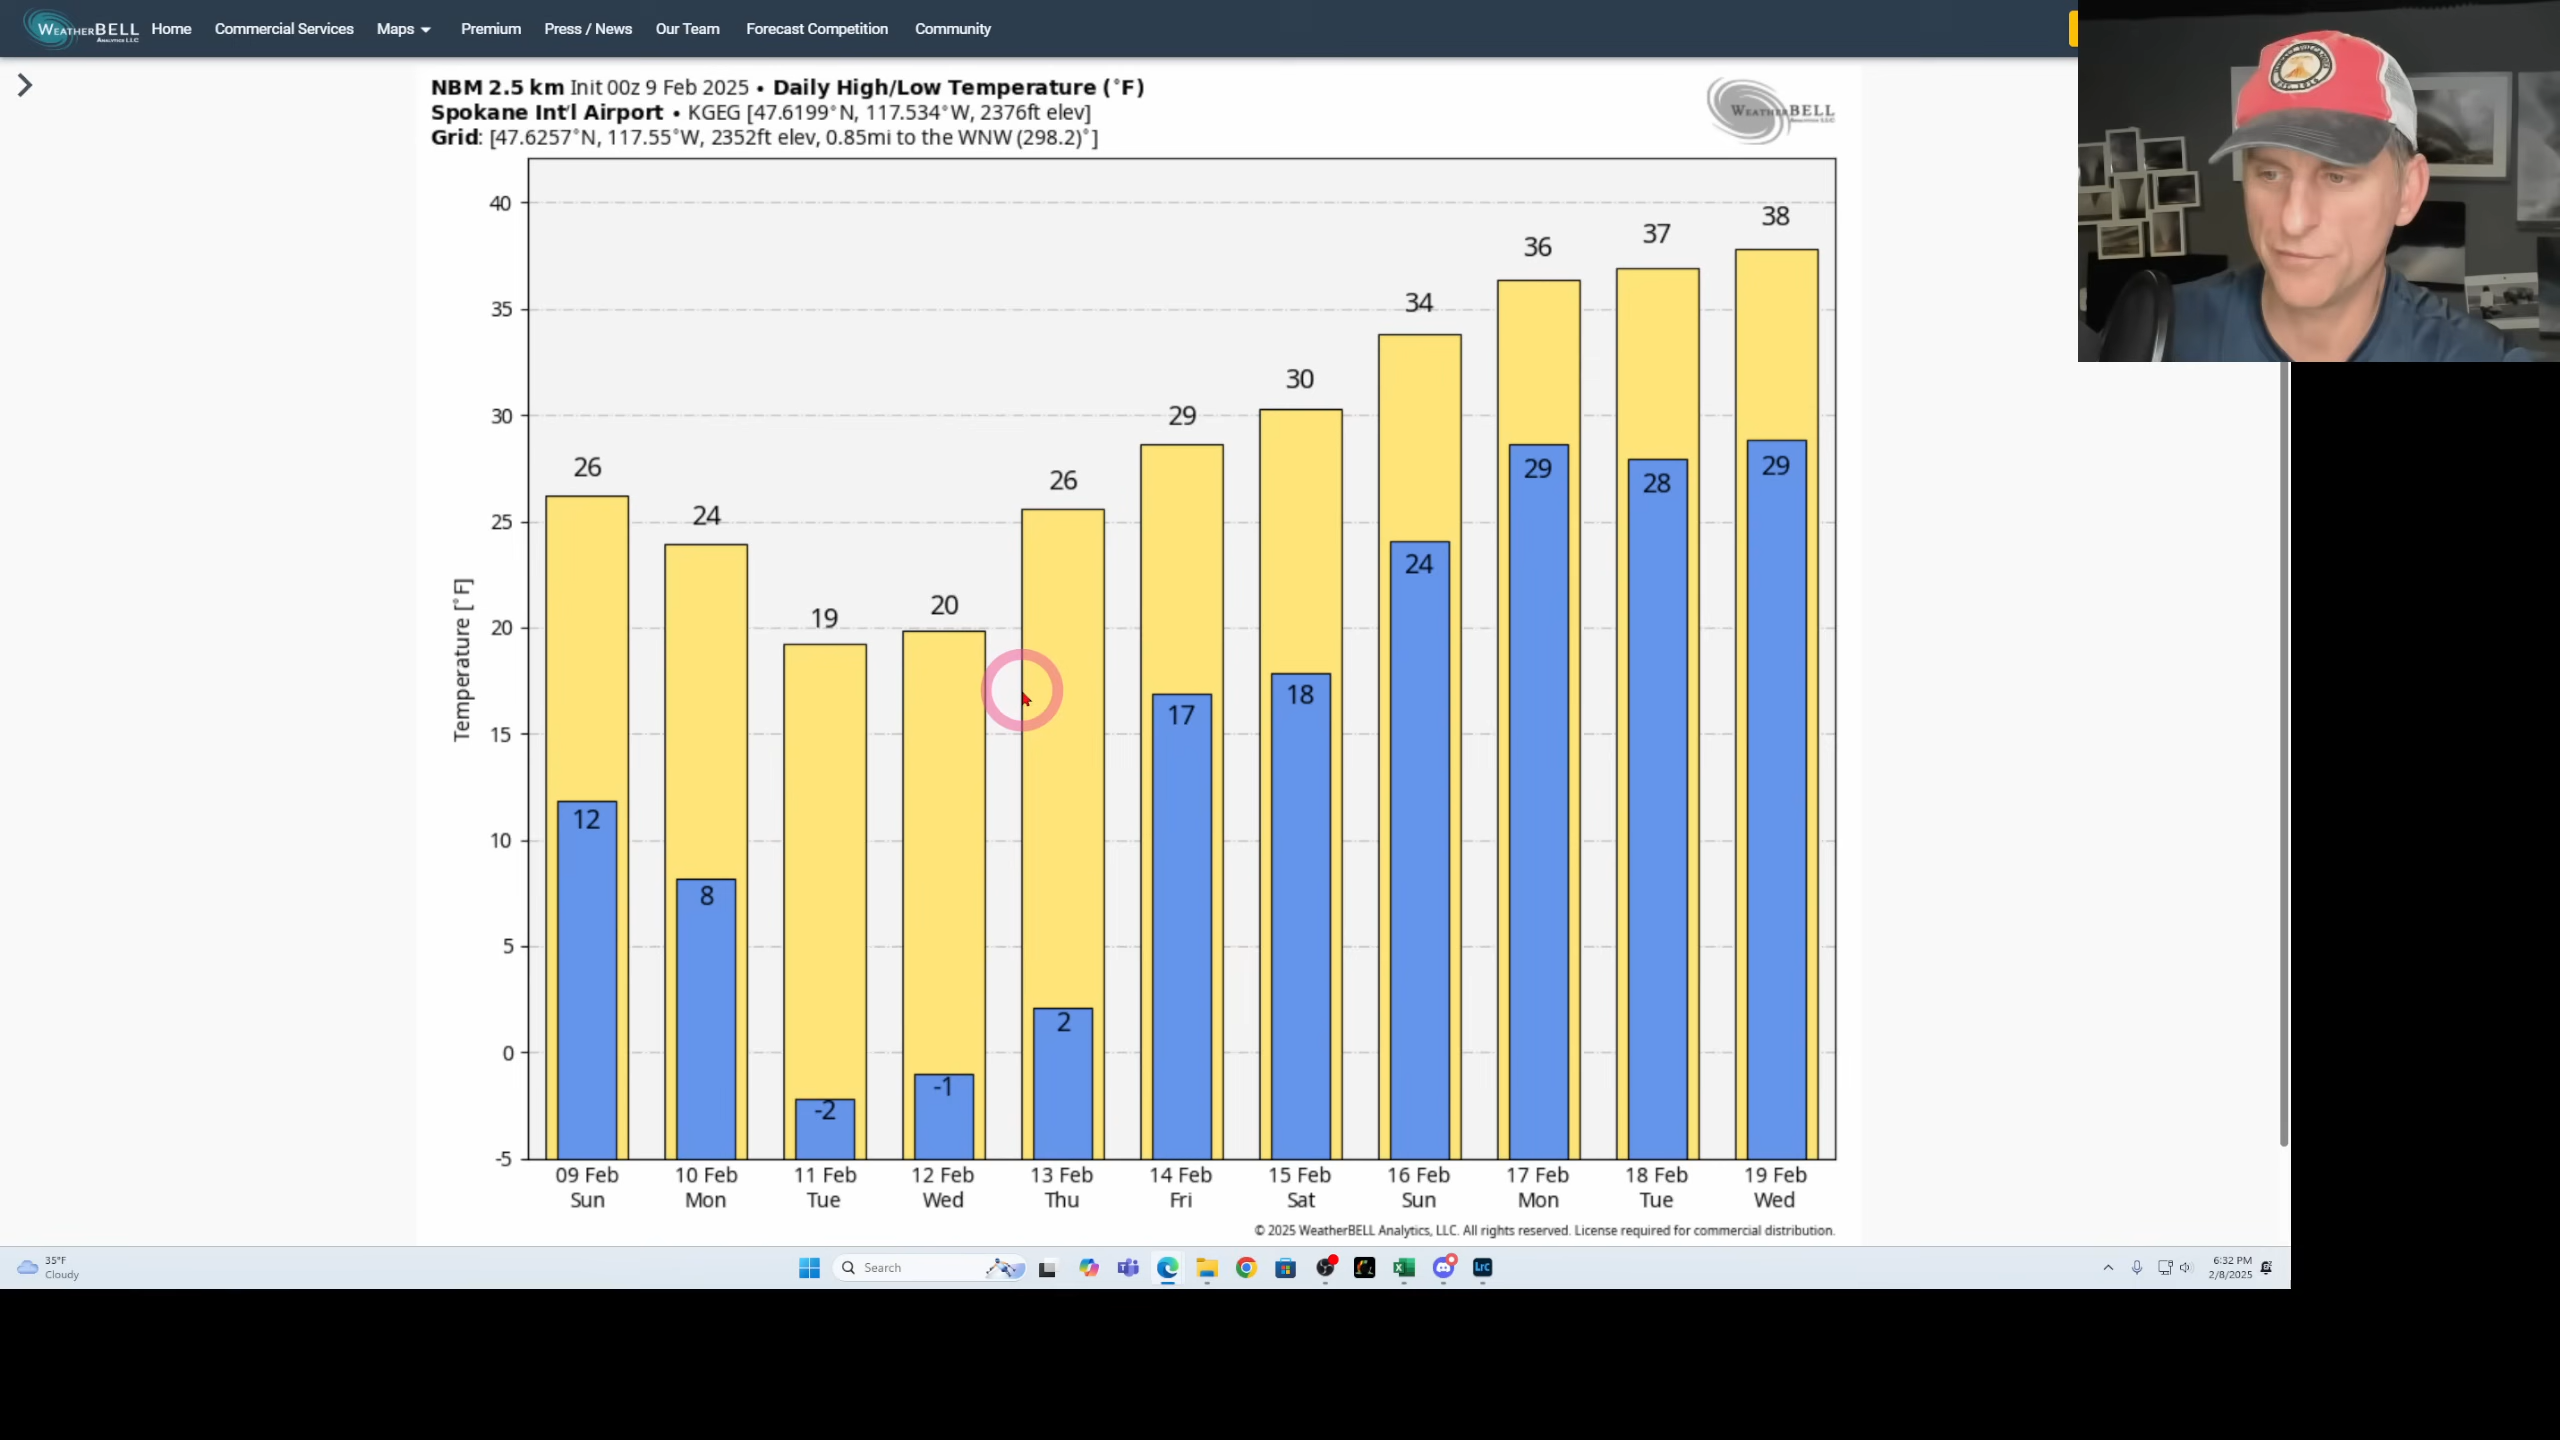 WEATHERBELL
ANALYTICS LLC
Home
Commercial Services
Maps
Premium
Press / News
Our Team
Forecast Competition
Community
NBM 2.5 km Init 00z 9 Feb 2025 • Daily High/Low Temperature (°F)
Spokane Int'l Airport • KGEG [47.6199°N, 117.534°W, 2376ft elev]
Grid: [47.6257°N, 117.55°W, 2352ft elev, 0.85mi to the WNW (298.2)°]
WEATHERBELL
Temperature [°F]
40
35
30
25
20
15
10
5
0
-5
26
24
19
20
26
29
30
34
36
37
38
12
8
-2
-1
2
17
18
24
29
28
29
09 Feb
Sun
10 Feb
Mon
11 Feb
Tue
12 Feb
Wed
13 Feb
Thu
14 Feb
Fri
15 Feb
Sat
16 Feb
Sun
17 Feb
Mon
18 Feb
Tue
19 Feb
Wed
© 2025 WeatherBELL Analytics, LLC. All rights reserved. License required for commercial distribution.
35°F
Cloudy
Search
LrC
6:32 PM
2/8/2025